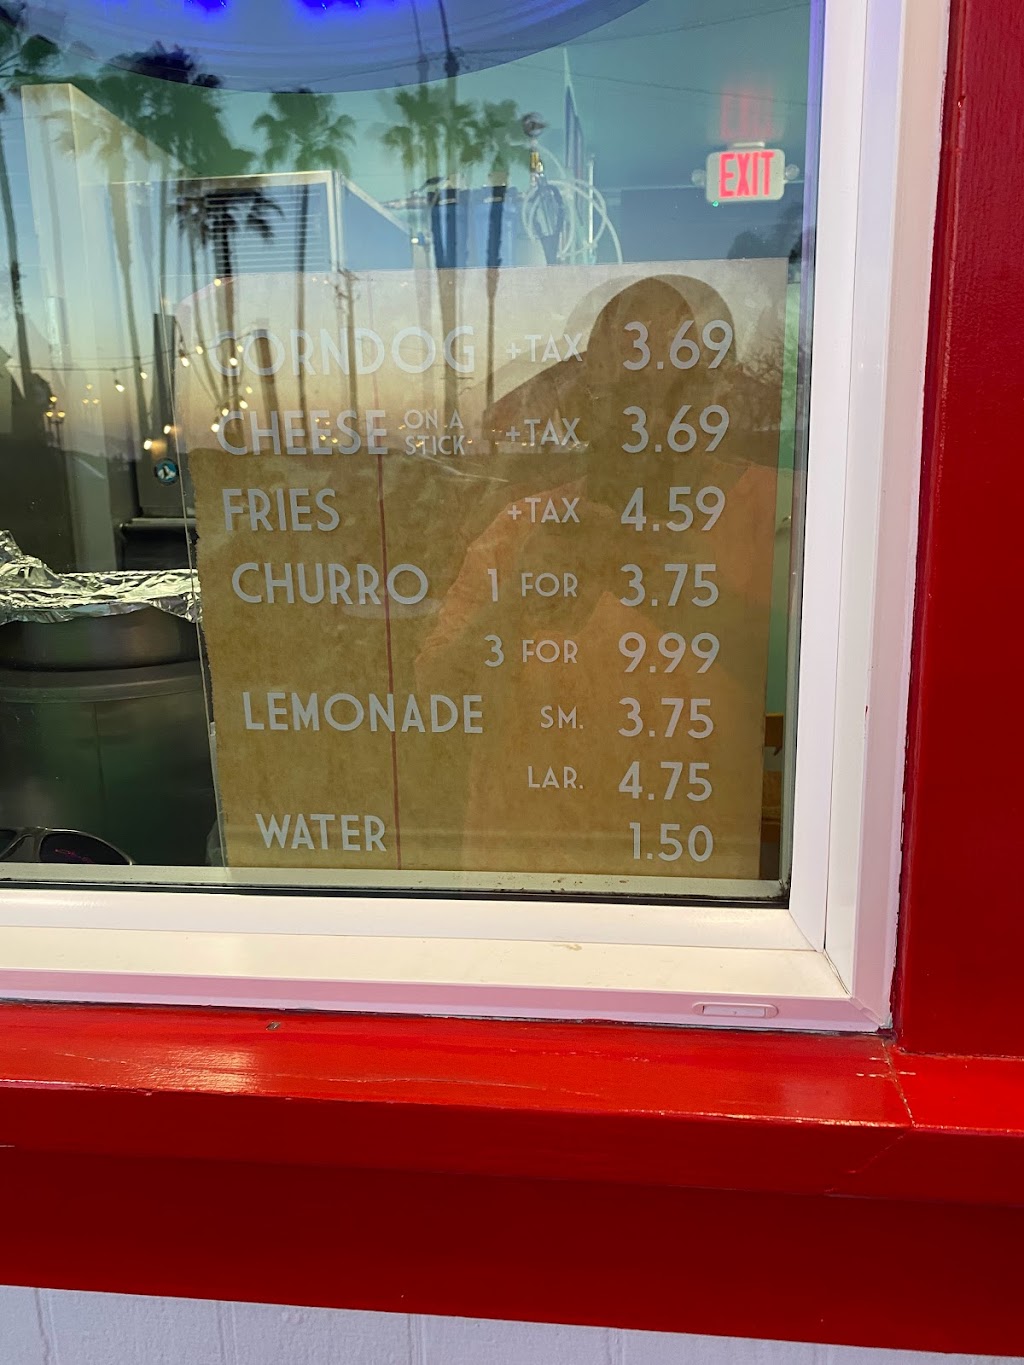 EXIT
CORNDOG +TAX 3.69
CHEESE ON A STICK +TAX 3.69
FRIES +TAX 4.59
CHURRO 1 FOR 3.75
3 FOR 9.99
LEMONADE SM. 3.75
LAR. 4.75
WATER 1.50